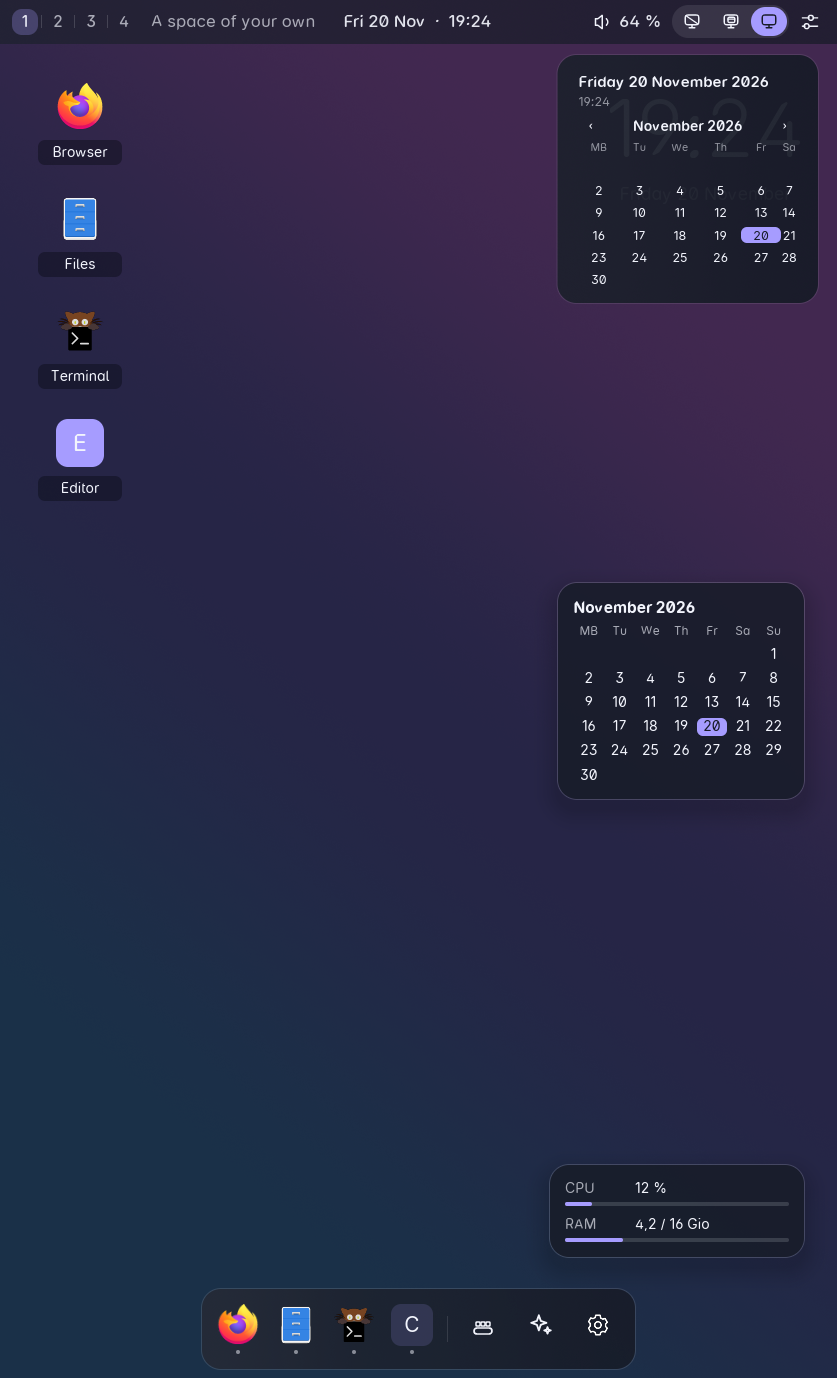 1 2 3 4 A space of your own Fri 20 Nov · 19:24 64 %
Browser
Files
Terminal
E
Editor
Friday 20 November 2026
19:24
19:24
Friday 20 November
‹ November 2026 ›
MB Tu We Th Fr Sa
2 3 4 5 6 7
9 10 11 12 13 14
16 17 18 19 20 21
23 24 25 26 27 28
30
November 2026
MB Tu We Th Fr Sa Su
1
2 3 4 5 6 7 8
9 10 11 12 13 14 15
16 17 18 19 20 21 22
23 24 25 26 27 28 29
30
CPU 12 %
RAM 4,2 / 16 Gio
C